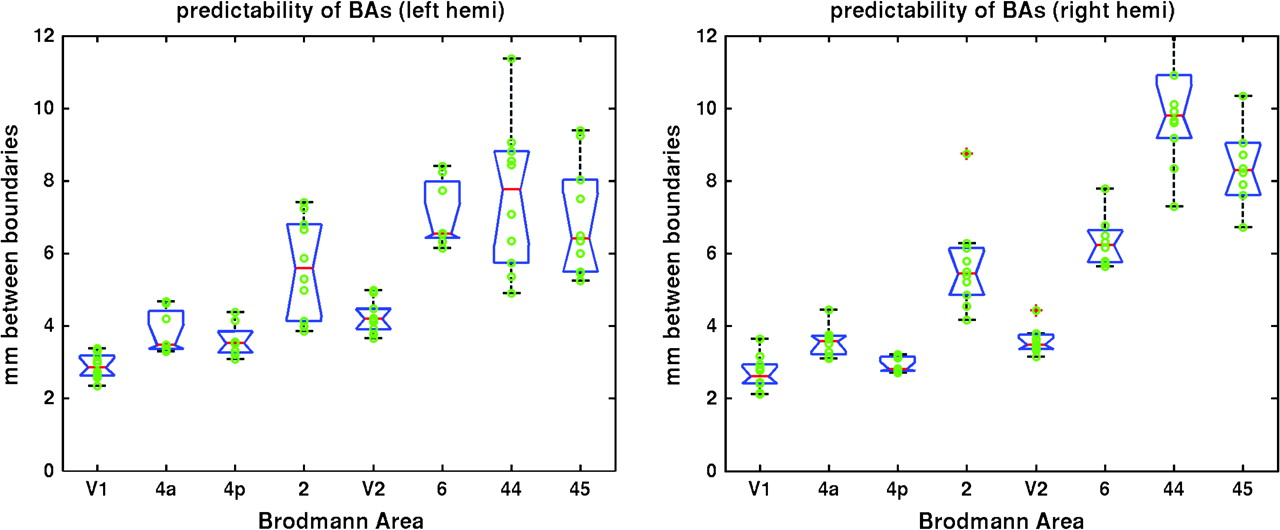 predictability of BAs (left hemi)
12
10
8
6
4
2
0
mm between boundaries
V1 4a 4p 2 V2 6 44 45
Brodmann Area
predictability of BAs (right hemi)
12
10
8
6
4
2
0
mm between boundaries
V1 4a 4p 2 V2 6 44 45
Brodmann Area